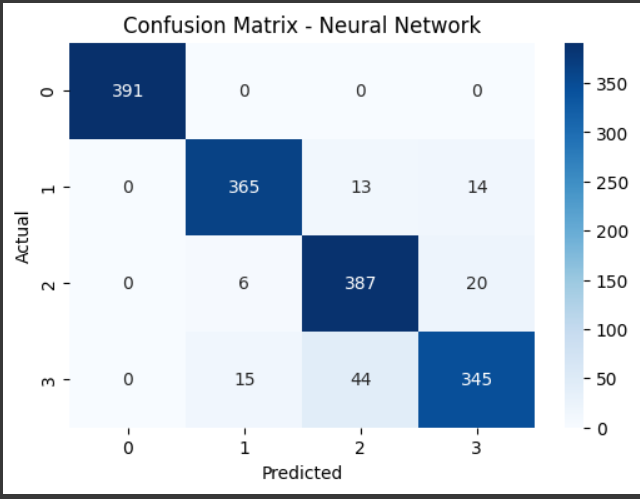 Confusion Matrix - Neural Network
Actual
0 391 0 0 0
1 0 365 13 14
2 0 6 387 20
3 0 15 44 345
0 1 2 3
Predicted
350
300
250
200
150
100
50
0